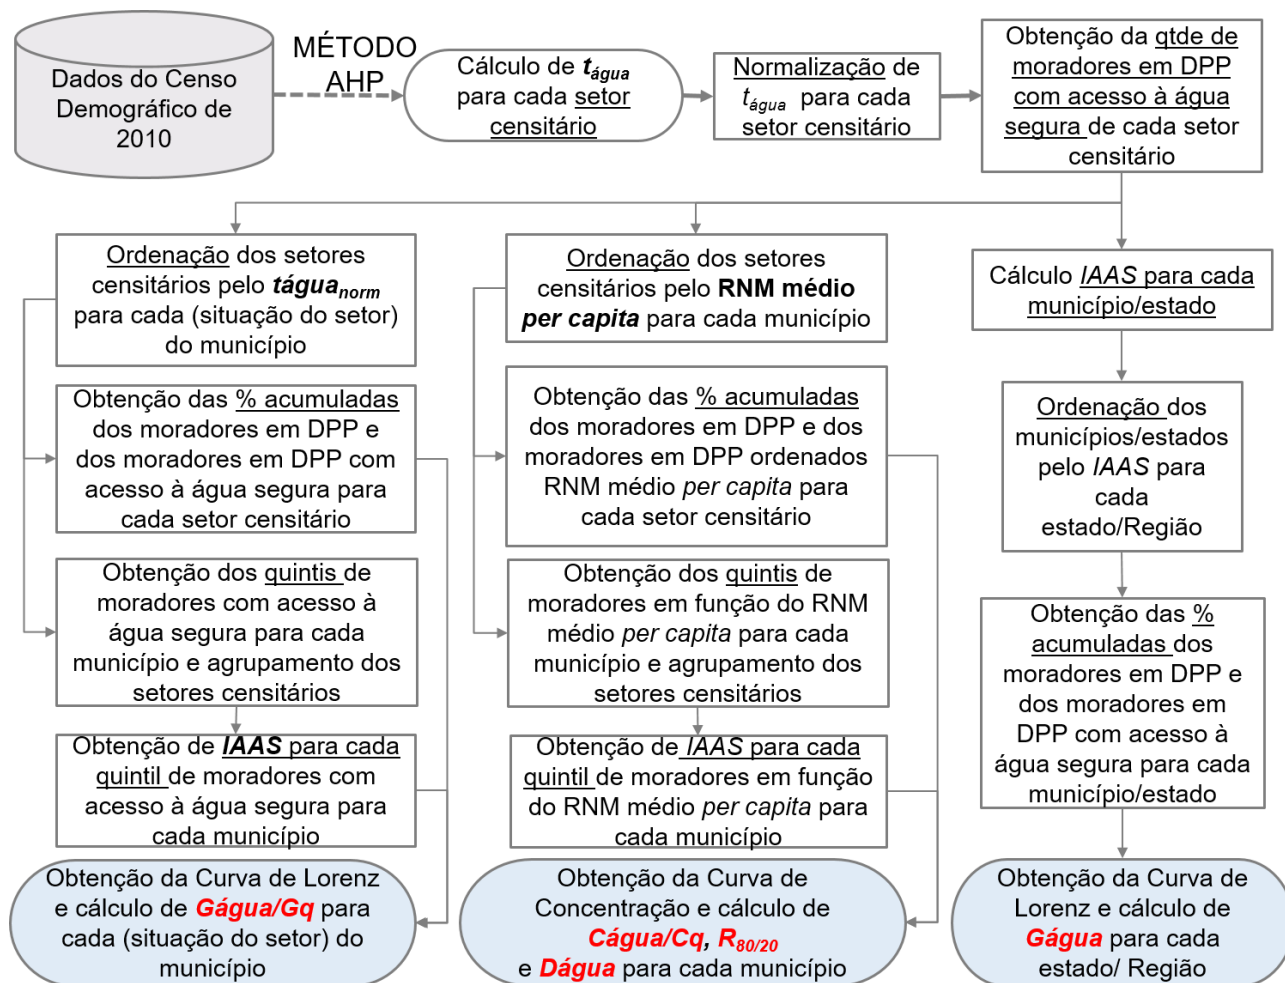 Dados do Censo
Demográfico de
2010
MÉTODO
AHP
Cálculo de tágua
para cada setor
censitário
Normalização de
tágua para cada
setor censitário
Obtenção da qtde de
moradores em DPP
com acesso à água
segura de cada setor
censitário
Ordenação dos setores
censitários pelo táguanorm
para cada (situação do setor)
do município
Obtenção das % acumuladas
dos moradores em DPP e
dos moradores em DPP com
acesso à água segura para
cada setor censitário
Obtenção dos quintis de
moradores com acesso à
água segura para cada
município e agrupamento dos
setores censitários
Obtenção de IAAS para cada
quintil de moradores com
acesso à água segura para
cada município
Obtenção da Curva de Lorenz
e cálculo de Gágua/Gq para
cada (situação do setor) do
município
Ordenação dos setores
censitários pelo RNM médio
per capita para cada município
Obtenção das % acumuladas
dos moradores em DPP e dos
moradores em DPP ordenados
RNM médio per capita para
cada setor censitário
Obtenção dos quintis de
moradores em função do RNM
médio per capita para cada
município e agrupamento dos
setores censitários
Obtenção de IAAS para cada
quintil de moradores em função
do RNM médio per capita para
cada município
Obtenção da Curva de
Concentração e cálculo de
Cágua/Cq, R80/20
e Dágua para cada município
Cálculo IAAS para cada
município/estado
Ordenação dos
municípios/estados
pelo IAAS para
cada
estado/Região
Obtenção das %
acumuladas dos
moradores em DPP e
dos moradores em
DPP com acesso à
água segura para cada
município/estado
Obtenção da Curva de
Lorenz e cálculo de
Gágua para cada
estado/ Região